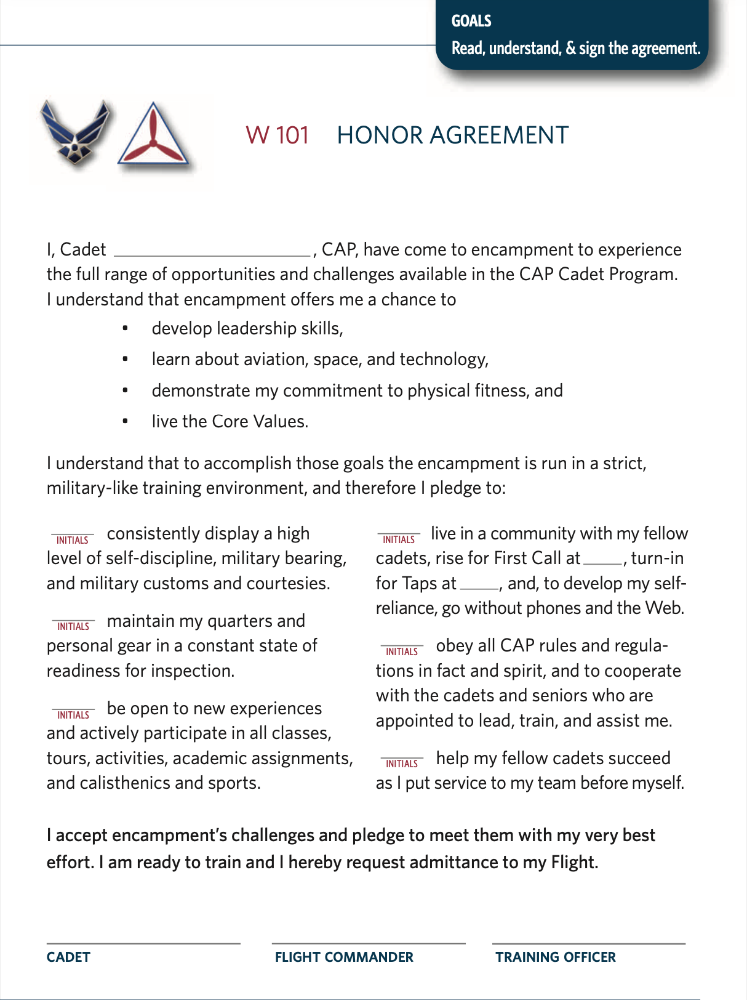 GOALS
Read, understand, & sign the agreement.
W 101 HONOR AGREEMENT
I, Cadet ____________________, CAP, have come to encampment to experience
the full range of opportunities and challenges available in the CAP Cadet Program.
I understand that encampment offers me a chance to
• develop leadership skills,
• learn about aviation, space, and technology,
• demonstrate my commitment to physical fitness, and
• live the Core Values.
I understand that to accomplish those goals the encampment is run in a strict,
military-like training environment, and therefore I pledge to:
INITIALS consistently display a high
level of self-discipline, military bearing,
and military customs and courtesies.
INITIALS maintain my quarters and
personal gear in a constant state of
readiness for inspection.
INITIALS be open to new experiences
and actively participate in all classes,
tours, activities, academic assignments,
and calisthenics and sports.
INITIALS live in a community with my fellow
cadets, rise for First Call at ____, turn-in
for Taps at ____, and, to develop my self-
reliance, go without phones and the Web.
INITIALS obey all CAP rules and regula-
tions in fact and spirit, and to cooperate
with the cadets and seniors who are
appointed to lead, train, and assist me.
INITIALS help my fellow cadets succeed
as I put service to my team before myself.
I accept encampment's challenges and pledge to meet them with my very best
effort. I am ready to train and I hereby request admittance to my Flight.
CADET
FLIGHT COMMANDER
TRAINING OFFICER